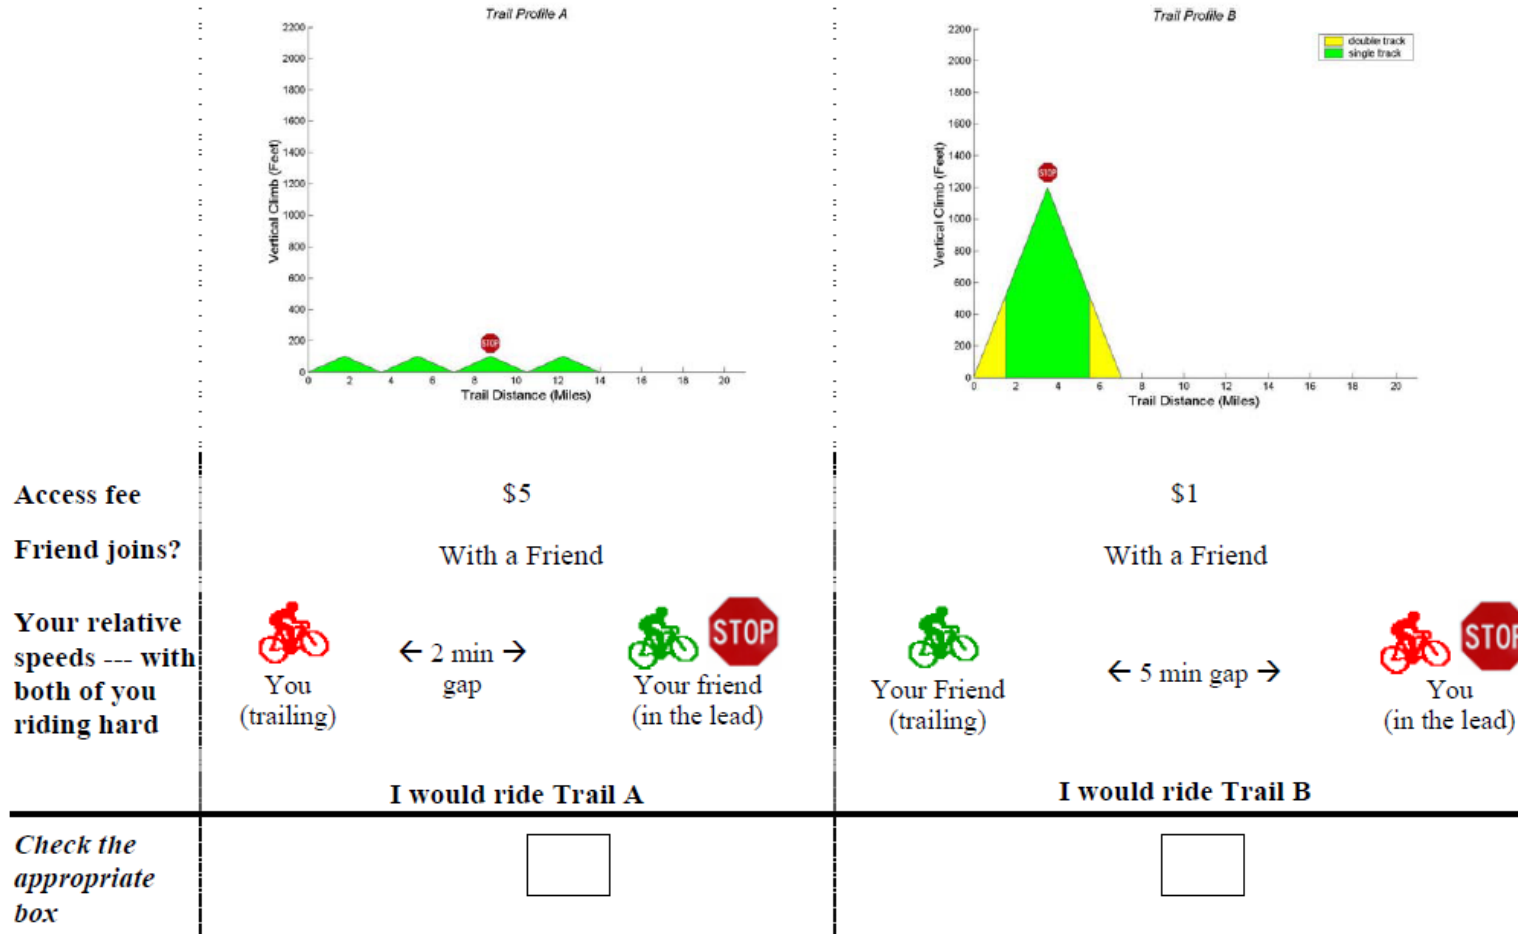 Trail Profile A
2200
2000
1800
1600
1400
1200
1000
800
600
400
200
0
Vertical Climb (Feet)
STOP
0 2 4 6 8 10 12 14 16 18 20
Trail Distance (Miles)
Trail Profile B
double track
single track
2200
2000
1800
1600
1400
1200
1000
800
600
400
200
0
Vertical Climb (Feet)
STOP
0 2 4 6 8 10 12 14 16 18 20
Trail Distance (Miles)
Access fee
$5
$1
Friend joins?
With a Friend
With a Friend
Your relative
speeds --- with
both of you
riding hard
You
(trailing)
← 2 min →
gap
STOP
Your friend
(in the lead)
Your Friend
(trailing)
← 5 min gap →
STOP
You
(in the lead)
I would ride Trail A
I would ride Trail B
Check the
appropriate
box